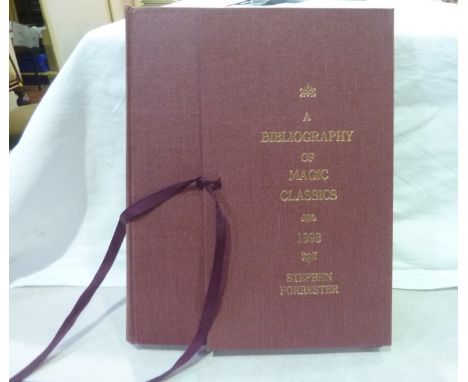 A
BIBLIOGRAPHY
OF
MAGIC
CLASSICS
1993
STEPHEN
FORRESTER